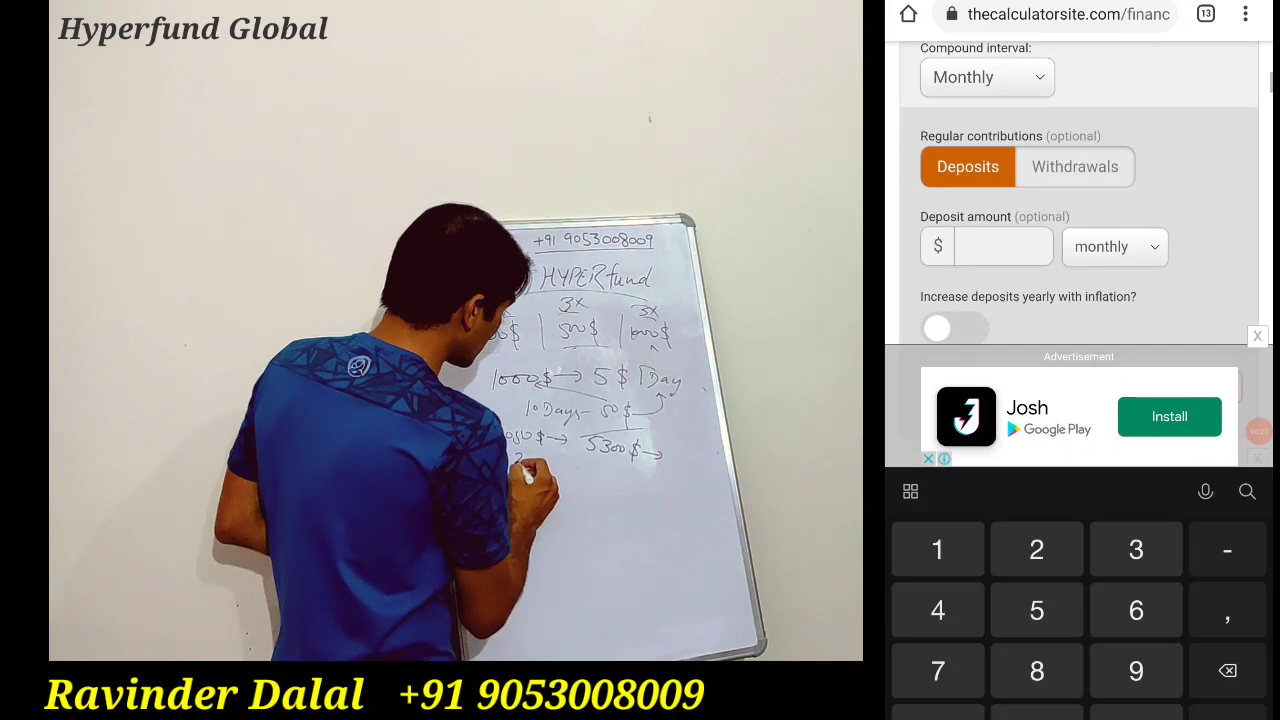 Hyperfund Global
+91 9053008009
HYPERfund
3X 3X
500$ | 1000$
1000$ → 5$ 1Day
10 Days - 50$
→ 5300$ →
Ravinder Dalal +91 9053008009
thecalculatorsite.com/financ
13
Compound interval:
Monthly
Regular contributions (optional)
Deposits Withdrawals
Deposit amount (optional)
$ monthly
Increase deposits yearly with inflation?
X
Advertisement
Josh
Google Play
Install
00:22
1 2 3 -
4 5 6 ,
7 8 9